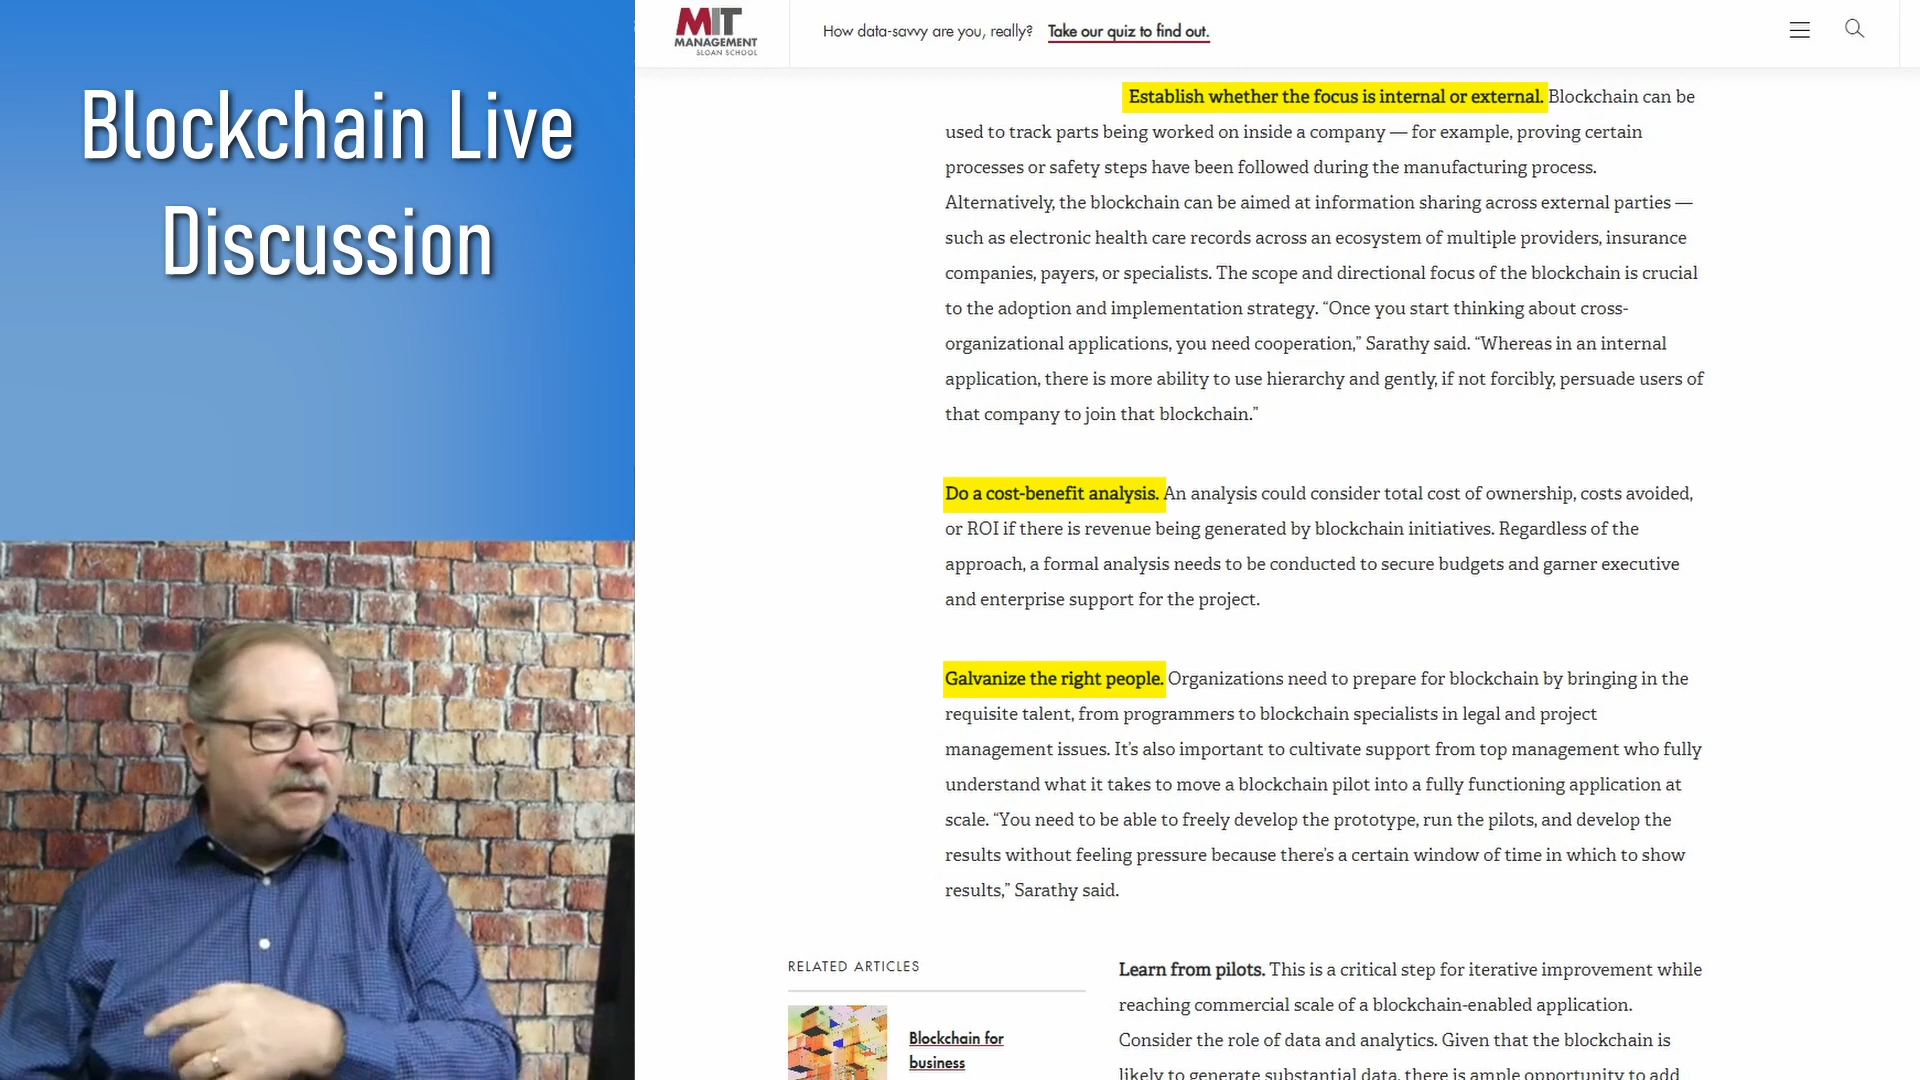 Blockchain Live
Discussion
MIT
MANAGEMENT
SLOAN SCHOOL
How data-savvy are you, really? Take our quiz to find out.
Establish whether the focus is internal or external. Blockchain can be
used to track parts being worked on inside a company — for example, proving certain
processes or safety steps have been followed during the manufacturing process.
Alternatively, the blockchain can be aimed at information sharing across external parties —
such as electronic health care records across an ecosystem of multiple providers, insurance
companies, payers, or specialists. The scope and directional focus of the blockchain is crucial
to the adoption and implementation strategy. “Once you start thinking about cross-
organizational applications, you need cooperation,” Sarathy said. “Whereas in an internal
application, there is more ability to use hierarchy and gently, if not forcibly, persuade users of
that company to join that blockchain.”
Do a cost-benefit analysis. An analysis could consider total cost of ownership, costs avoided,
or ROI if there is revenue being generated by blockchain initiatives. Regardless of the
approach, a formal analysis needs to be conducted to secure budgets and garner executive
and enterprise support for the project.
Galvanize the right people. Organizations need to prepare for blockchain by bringing in the
requisite talent, from programmers to blockchain specialists in legal and project
management issues. It’s also important to cultivate support from top management who fully
understand what it takes to move a blockchain pilot into a fully functioning application at
scale. “You need to be able to freely develop the prototype, run the pilots, and develop the
results without feeling pressure because there’s a certain window of time in which to show
results,” Sarathy said.
RELATED ARTICLES
Blockchain for
business
Learn from pilots. This is a critical step for iterative improvement while
reaching commercial scale of a blockchain-enabled application.
Consider the role of data and analytics. Given that the blockchain is
likely to generate substantial data, there is ample opportunity to add